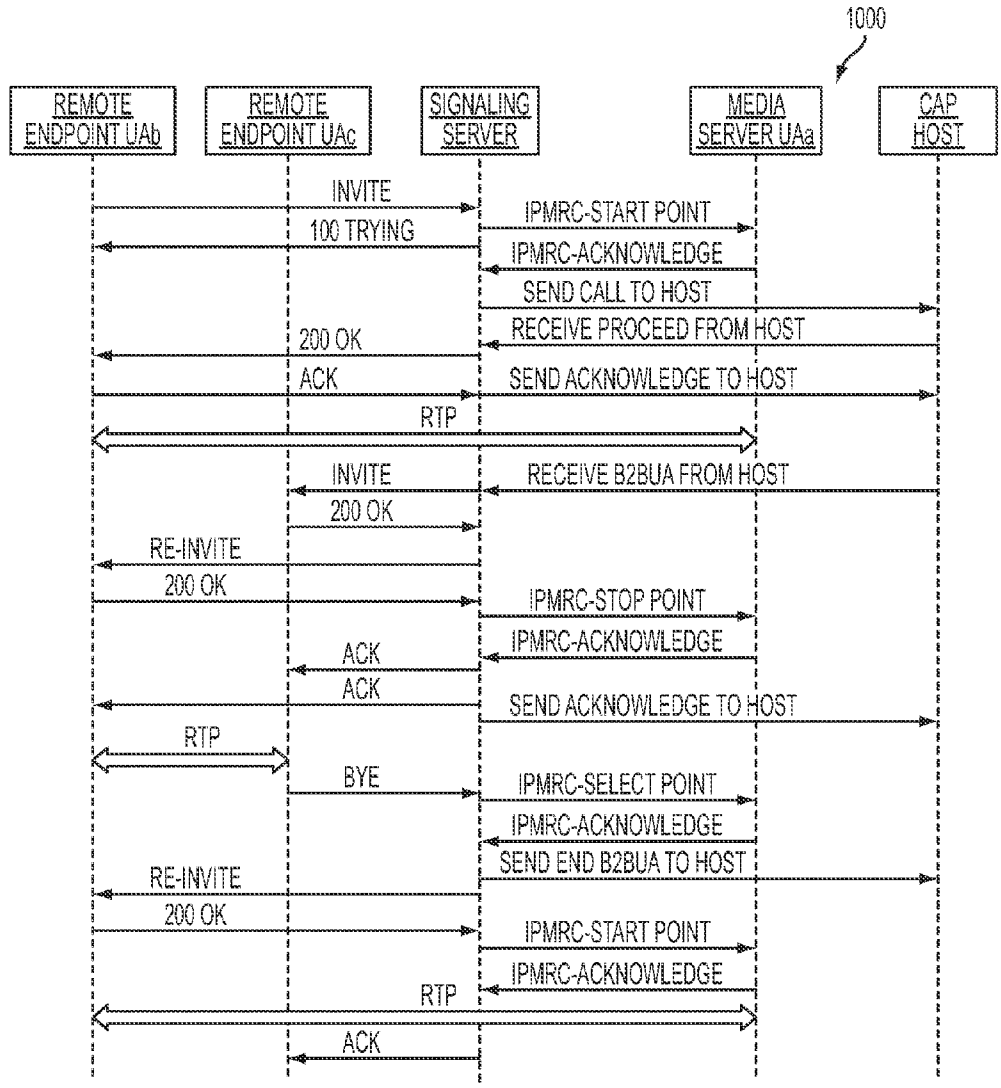 1000
REMOTE
ENDPOINT UAb
REMOTE
ENDPOINT UAc
SIGNALING
SERVER
MEDIA
SERVER UAa
CAP
HOST
INVITE
IPMRC-START POINT
100 TRYING
IPMRC-ACKNOWLEDGE
SEND CALL TO HOST
RECEIVE PROCEED FROM HOST
200 OK
ACK
SEND ACKNOWLEDGE TO HOST
RTP
INVITE
RECEIVE B2BUA FROM HOST
200 OK
RE-INVITE
200 OK
IPMRC-STOP POINT
IPMRC-ACKNOWLEDGE
ACK
ACK
SEND ACKNOWLEDGE TO HOST
RTP
BYE
IPMRC-SELECT POINT
IPMRC-ACKNOWLEDGE
SEND END B2BUA TO HOST
RE-INVITE
200 OK
IPMRC-START POINT
IPMRC-ACKNOWLEDGE
RTP
ACK